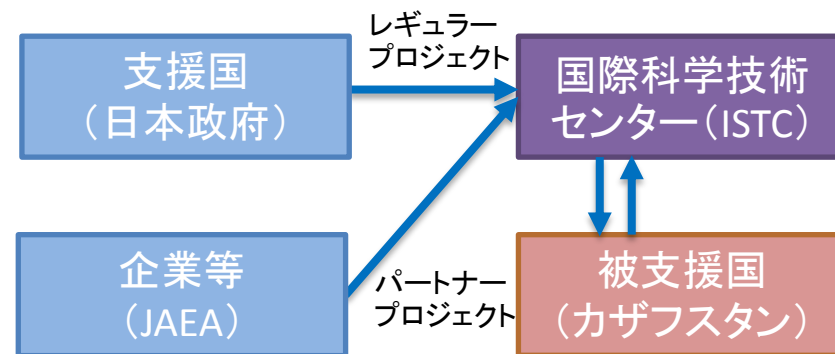 支援国
（日本政府）
レギュラー
プロジェクト
国際科学技術
センター（ISTC）
企業等
（JAEA）
パートナー
プロジェクト
被支援国
（カザフスタン）